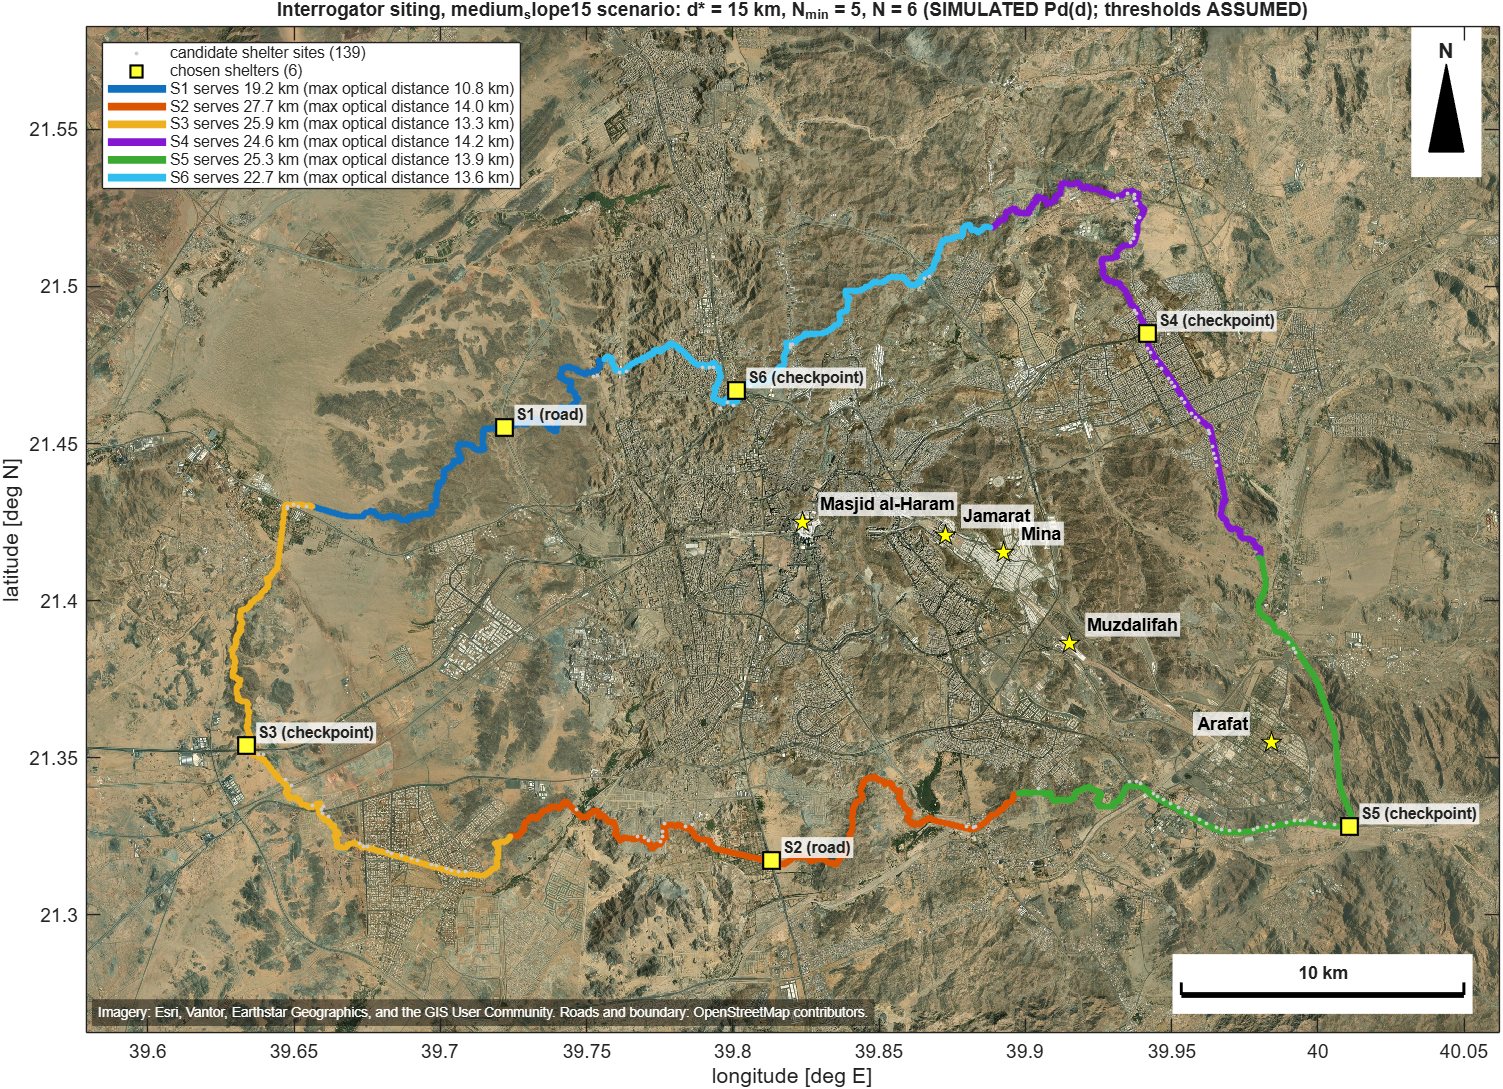 Interrogator siting, mediumslope15 scenario: d* = 15 km, Nmin = 5, N = 6 (SIMULATED Pd(d); thresholds ASSUMED)
candidate shelter sites (139)
chosen shelters (6)
S1 serves 19.2 km (max optical distance 10.8 km)
S2 serves 27.7 km (max optical distance 14.0 km)
S3 serves 25.9 km (max optical distance 13.3 km)
S4 serves 24.6 km (max optical distance 14.2 km)
S5 serves 25.3 km (max optical distance 13.9 km)
S6 serves 22.7 km (max optical distance 13.6 km)
N
21.55
21.5
21.45
21.4
21.35
21.3
latitude [deg N]
S4 (checkpoint)
S6 (checkpoint)
S1 (road)
Masjid al-Haram
Jamarat
Mina
Muzdalifah
Arafat
S3 (checkpoint)
S5 (checkpoint)
S2 (road)
10 km
Imagery: Esri, Vantor, Earthstar Geographics, and the GIS User Community. Roads and boundary: OpenStreetMap contributors.
39.6 39.65 39.7 39.75 39.8 39.85 39.9 39.95 40 40.05
longitude [deg E]